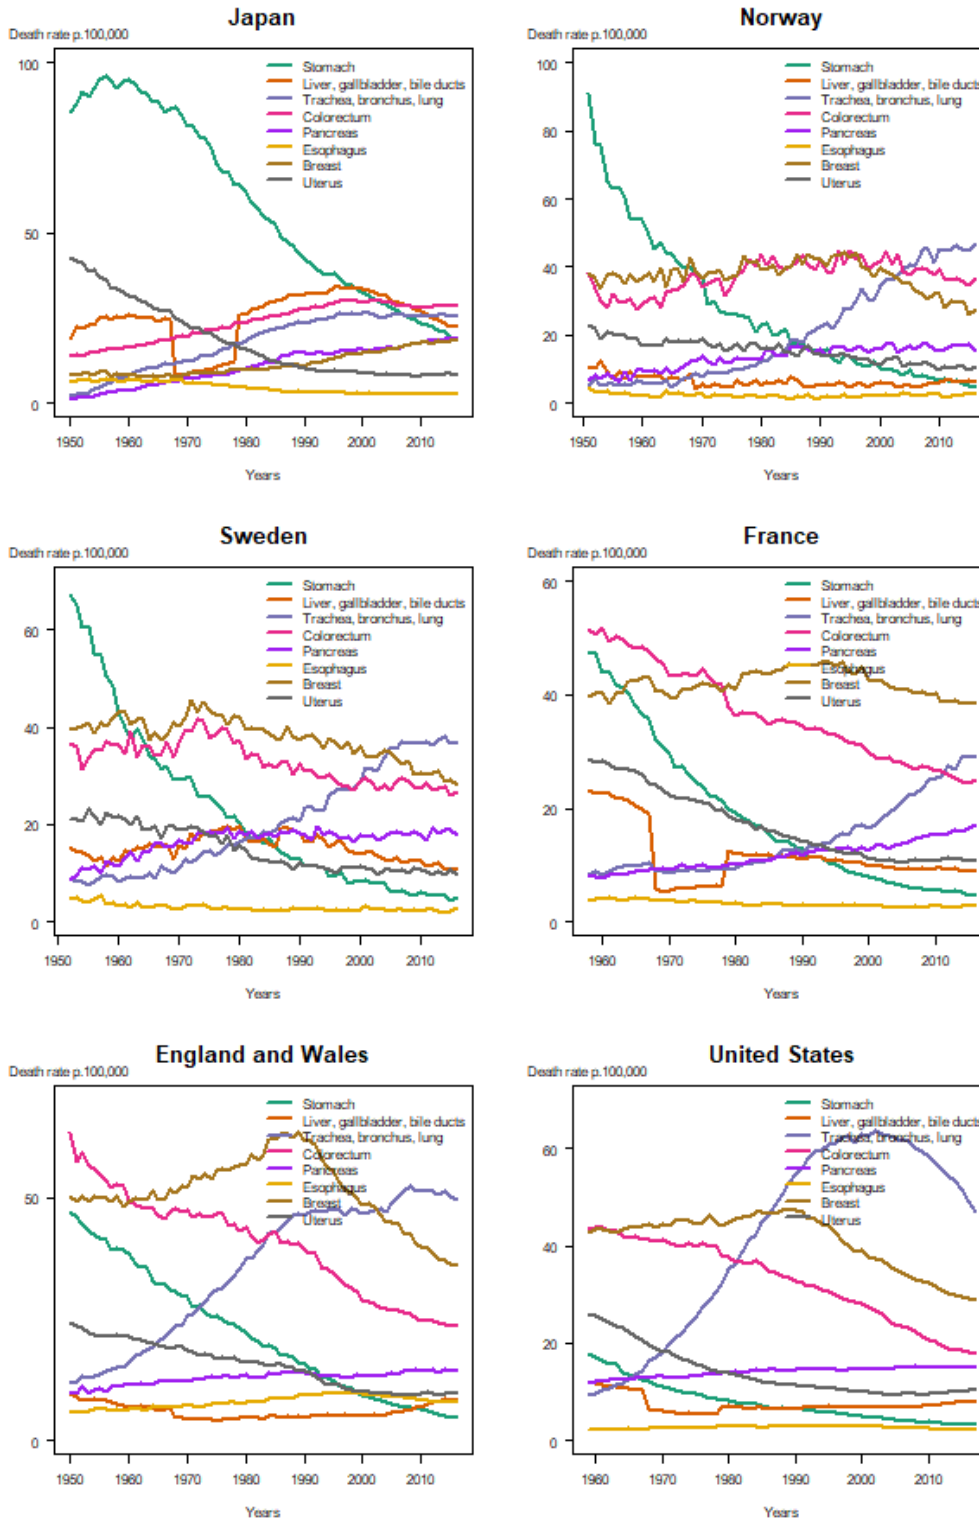 Japan
Death rate p.100,000
Stomach
Liver, gallbladder, bile ducts
Trachea, bronchus, lung
Colorectum
Pancreas
Esophagus
Breast
Uterus
100
50
0
1950 1960 1970 1980 1990 2000 2010
Years
Norway
Death rate p.100,000
Stomach
Liver, gallbladder, bile ducts
Trachea, bronchus, lung
Colorectum
Pancreas
Esophagus
Breast
Uterus
100
80
60
40
20
0
1950 1960 1970 1980 1990 2000 2010
Years
Sweden
Death rate p.100,000
Stomach
Liver, gallbladder, bile ducts
Trachea, bronchus, lung
Colorectum
Pancreas
Esophagus
Breast
Uterus
60
40
20
0
1950 1960 1970 1980 1990 2000 2010
Years
France
Death rate p.100,000
Stomach
Liver, gallbladder, bile ducts
Trachea, bronchus, lung
Colorectum
Pancreas
Esophagus
Breast
Uterus
60
40
20
0
1960 1970 1980 1990 2000 2010
Years
England and Wales
Death rate p.100,000
Stomach
Liver, gallbladder, bile ducts
Trachea, bronchus, lung
Colorectum
Pancreas
Esophagus
Breast
Uterus
50
0
1950 1960 1970 1980 1990 2000 2010
Years
United States
Death rate p.100,000
Stomach
Liver, gallbladder, bile ducts
Trachea, bronchus, lung
Colorectum
Pancreas
Esophagus
Breast
Uterus
60
40
20
0
1960 1970 1980 1990 2000 2010
Years